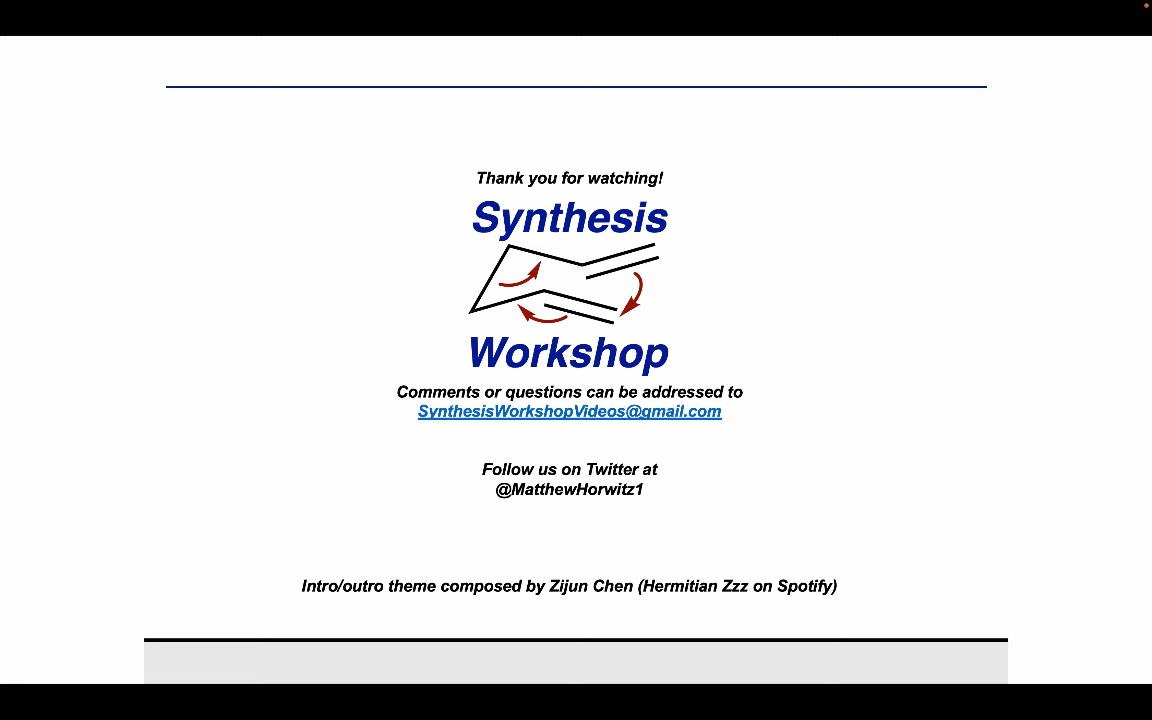 Thank you for watching!
Synthesis
Workshop
Comments or questions can be addressed to
SynthesisWorkshopVideos@gmail.com
Follow us on Twitter at
@MatthewHorwitz1
Intro/outro theme composed by Zijun Chen (Hermitian Zzz on Spotify)